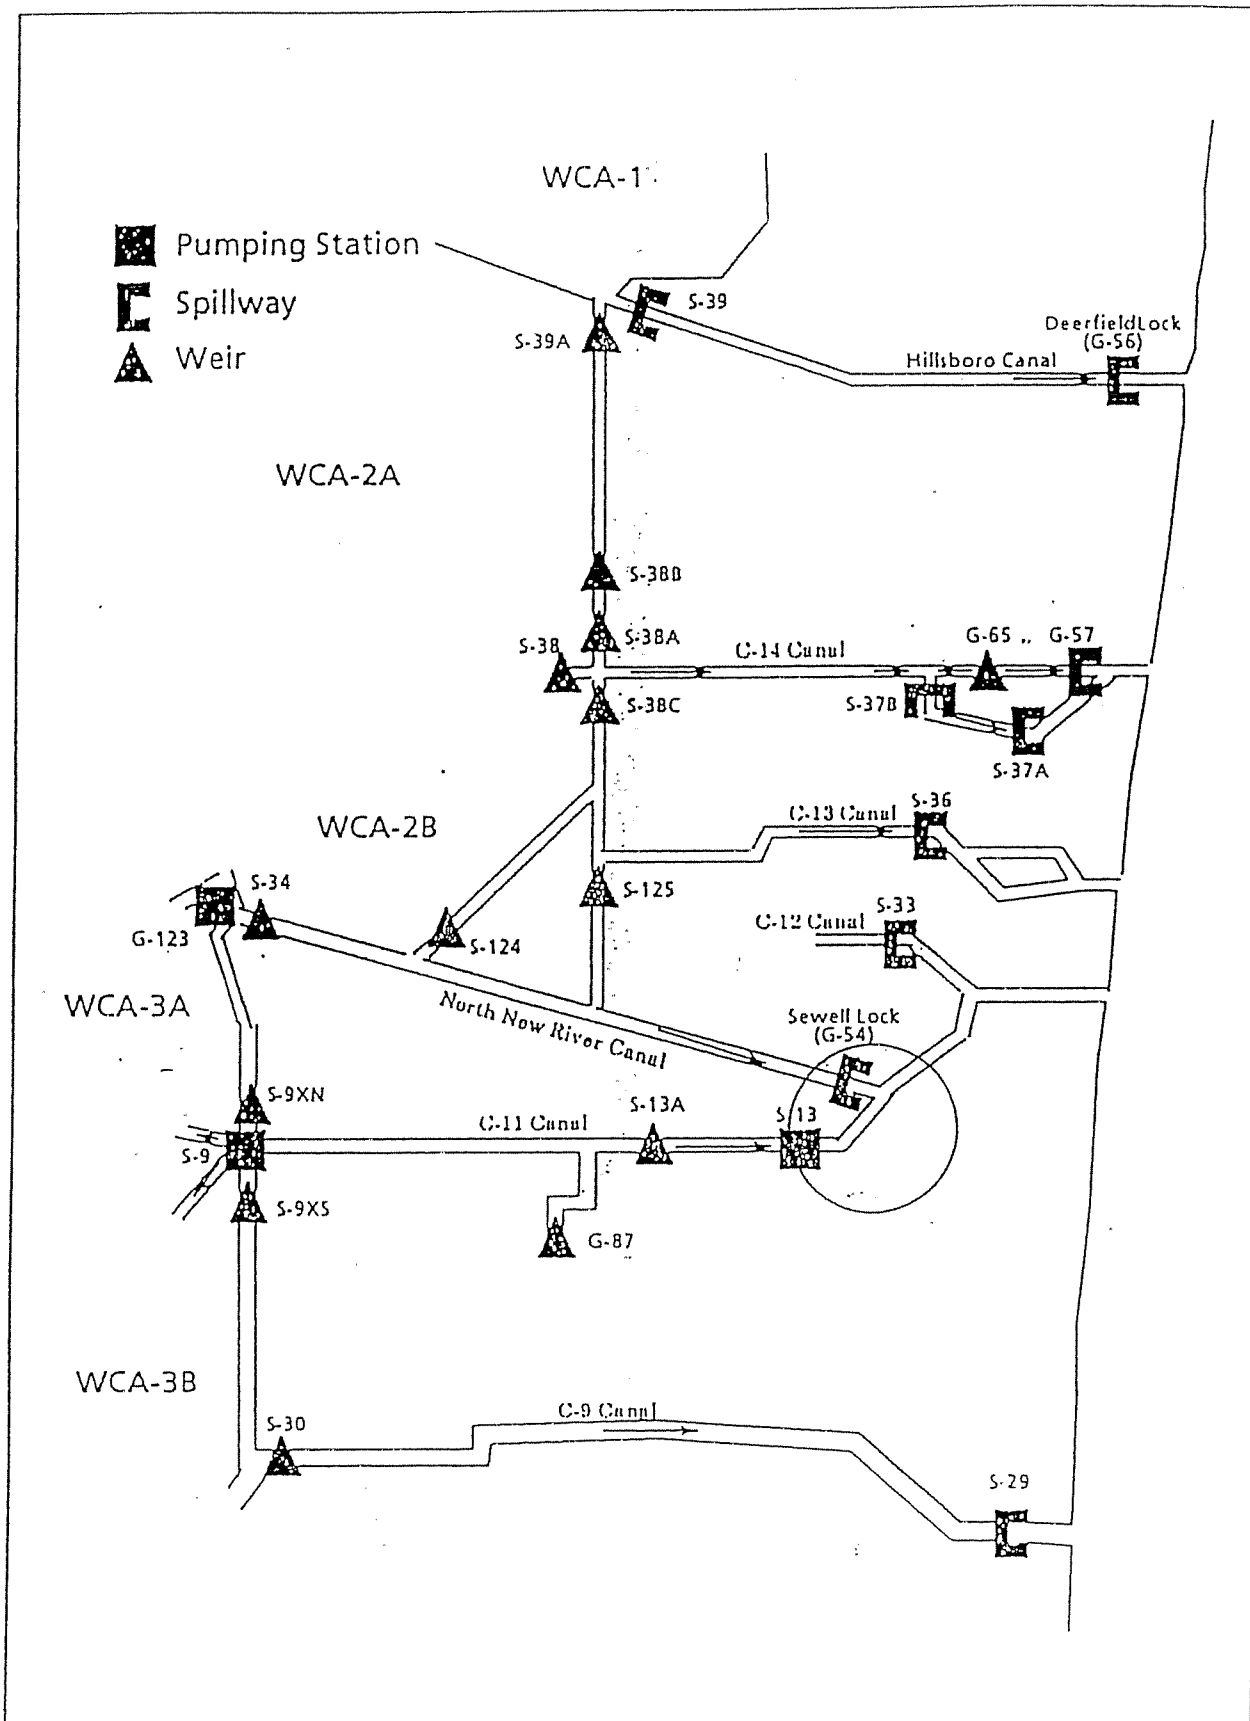 WCA-1
Pumping Station
Spillway
Weir
S-39
S-39A
Deerfield Lock
(G-56)
Hillsboro Canal
WCA-2A
S-38B
S-38
S-38A
C-14 Canal
G-65
G-57
S-38C
S-37B
S-37A
WCA-2B
C-13 Canal
S-36
S-34
S-125
G-123
S-124
C-12 Canal
S-33
WCA-3A
North New River Canal
Sewell Lock
(G-54)
S-9XN
S-13A
C-11 Canal
S-13
S-9
S-9XS
G-87
WCA-3B
S-30
C-9 Canal
S-29